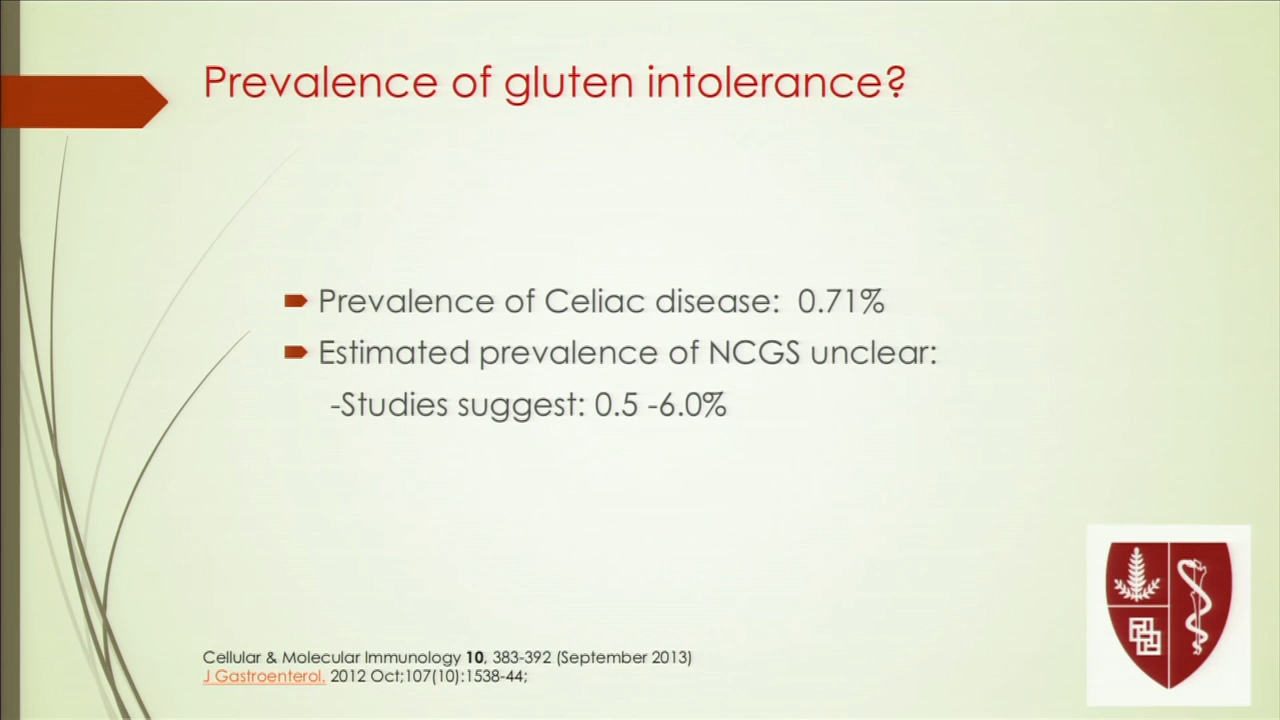 Prevalence of gluten intolerance?
Prevalence of Celiac disease:  0.71%
Estimated prevalence of NCGS unclear:
-Studies suggest: 0.5 -6.0%
Cellular & Molecular Immunology 10, 383-392 (September 2013)
J Gastroenterol. 2012 Oct;107(10):1538-44;